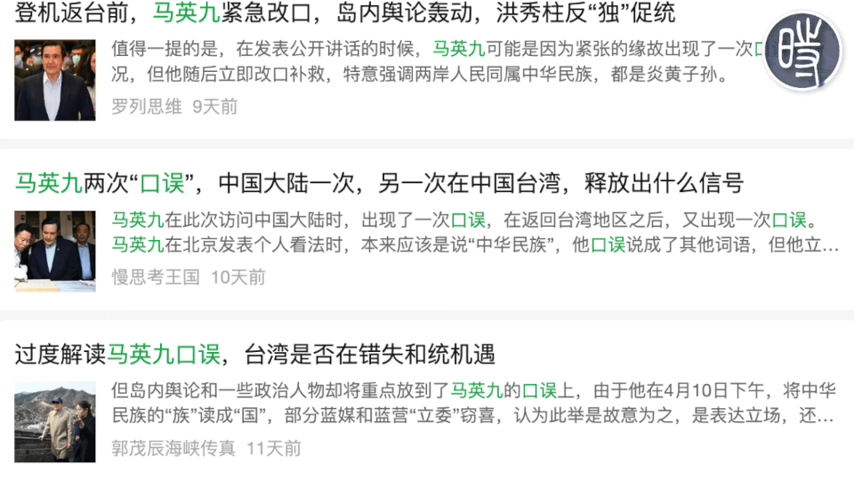 登机返台前，马英九紧急改口，岛内舆论轰动，洪秀柱反“独”促统
值得一提的是，在发表公开讲话的时候，马英九可能是因为紧张的缘故出现了一次口
况，但他随后立即改口补救，特意强调两岸人民同属中华民族，都是炎黄子孙。
罗列思维 9天前
马英九两次“口误”，中国大陆一次，另一次在中国台湾，释放出什么信号
马英九在此次访问中国大陆时，出现了一次口误，在返回台湾地区之后，又出现一次口误。
马英九在北京发表个人看法时，本来应该是说“中华民族”，他口误说成了其他词语，但他立…
慢思考王国 10天前
过度解读马英九口误，台湾是否在错失和统机遇
但岛内舆论和一些政治人物却将重点放到了马英九的口误上，由于他在4月10日下午，将中华
民族的“族”读成“国”，部分蓝媒和蓝营“立委”窃喜，认为此举是故意为之，是表达立场，还…
郭茂辰海峡传真 11天前